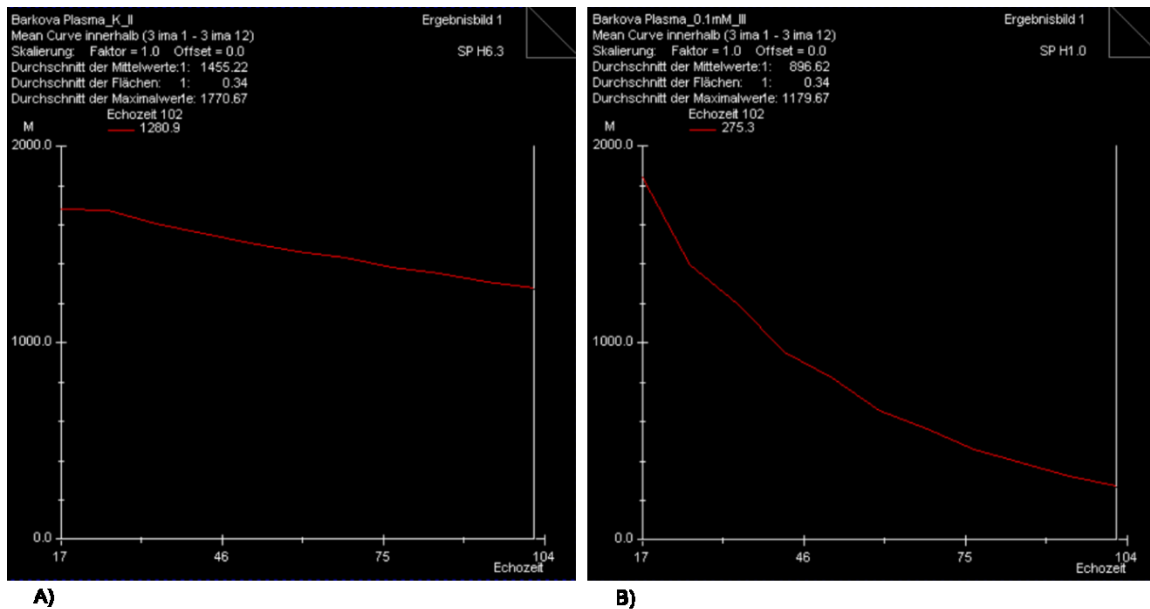 Barkova Plasma_K_II Ergebnisbild 1
Mean Curve innerhalb (3 ima 1 - 3 ima 12)
Skalierung: Faktor = 1.0 Offset = 0.0 SP H6.3
Durchschnitt der Mittelwerte:1: 1455.22
Durchschnitt der Flächen: 1: 0.34
Durchschnitt der Maximalwerte: 1770.67
Echozeit 102
M 1280.9
2000.0
1000.0
0.0
17 46 75 104
Echozeit
A)
Barkova Plasma_0.1mM_III Ergebnisbild 1
Mean Curve innerhalb (3 ima 1 - 3 ima 12)
Skalierung: Faktor = 1.0 Offset = 0.0 SP H1.0
Durchschnitt der Mittelwerte:1: 896.62
Durchschnitt der Flächen: 1: 0.34
Durchschnitt der Maximalwerte: 1179.67
Echozeit 102
M 275.3
2000.0
1000.0
0.0
17 46 75 104
Echozeit
B)